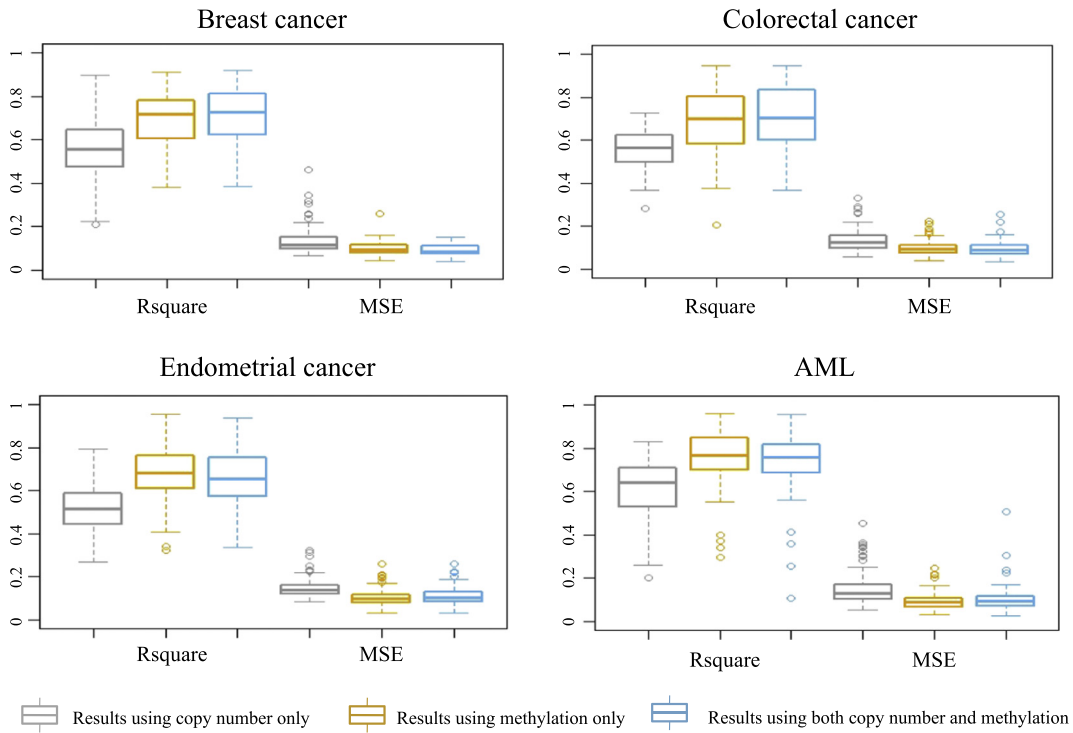 Breast cancer
Colorectal cancer
1
0.8
0.6
0.4
0.2
0
Rsquare MSE
1
0.8
0.6
0.4
0.2
0
Rsquare MSE
Endometrial cancer
AML
1
0.8
0.6
0.4
0.2
0
Rsquare MSE
1
0.8
0.6
0.4
0.2
0
Rsquare MSE
Results using copy number only
Results using methylation only
Results using both copy number and methylation